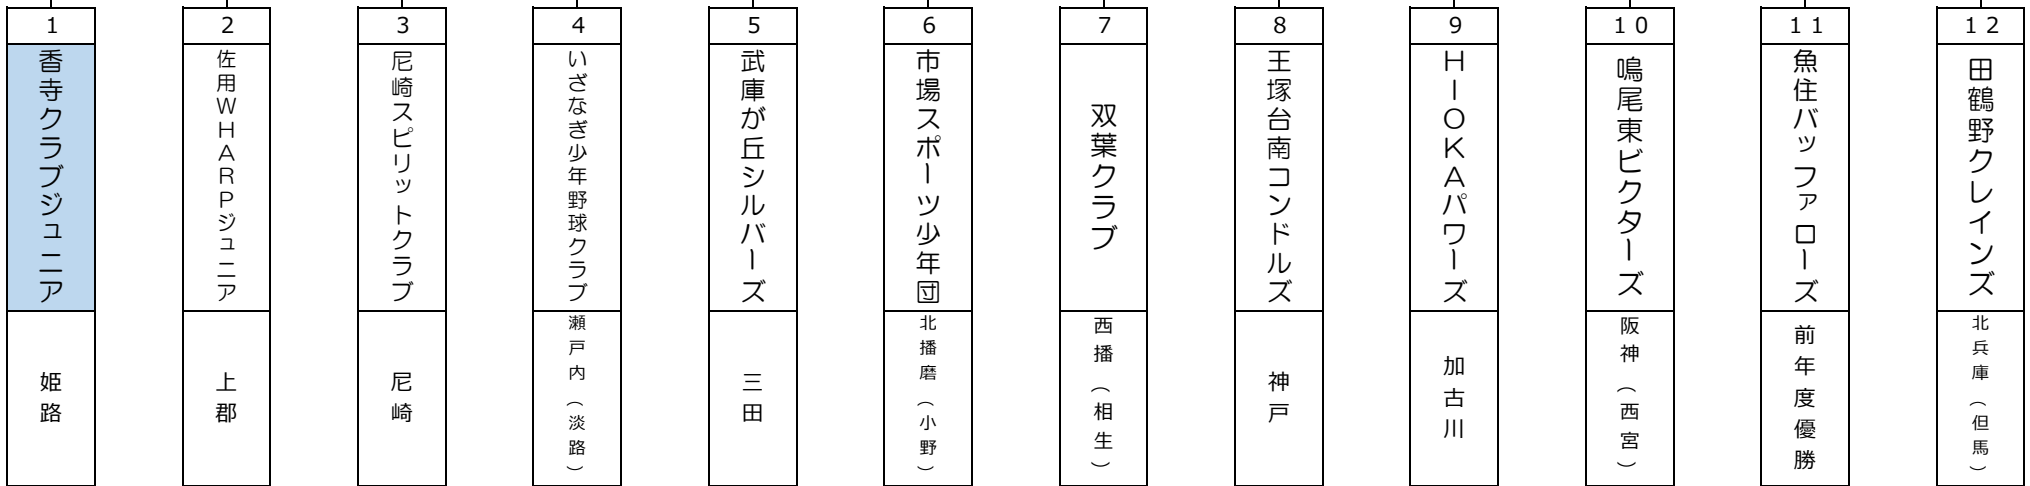 1
香寺クラブジュニア
姫路
2
佐用WHARPジュニア
上郡
3
尼崎スピリットクラブ
尼崎
4
いざなぎ少年野球クラブ
瀬戸内(淡路)
5
武庫が丘シルバーズ
三田
6
市場スポーツ少年団
北播磨(小野)
7
双葉クラブ
西播(相生)
8
王塚台南コンドルズ
神戸
9
HIOKAパワーズ
加古川
10
鳴尾東ビクターズ
阪神(西宮)
11
魚住バッファローズ
前年度優勝
12
田鶴野クレインズ
北兵庫(但馬)